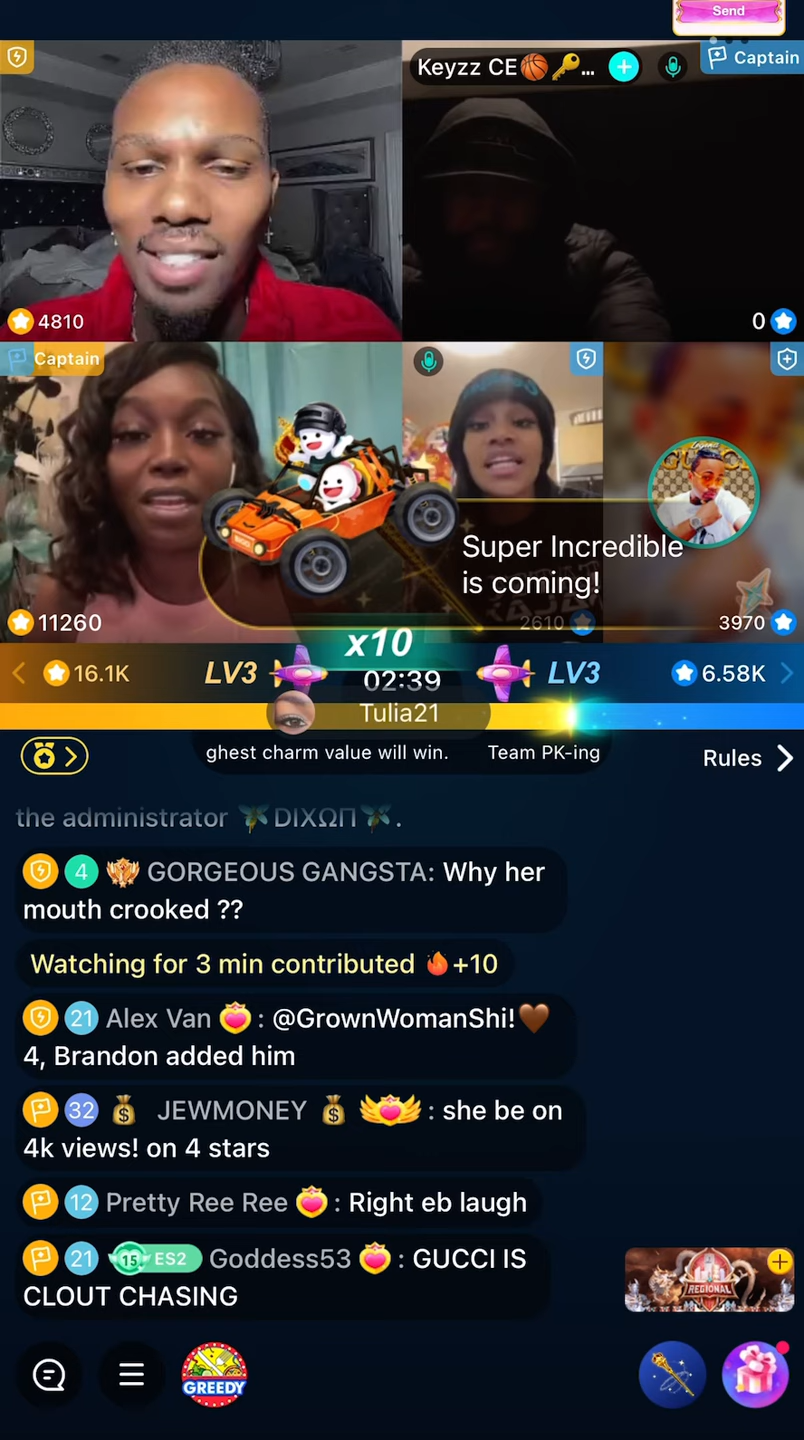 Send
Keyzz CE🏀🔑...
Captain
4810
0
Captain
Super Incredible
is coming!
11260
2610
3970
x10
16.1K
LV3
02:39
LV3
6.58K
Tulia21
ghest charm value will win. Team PK-ing
Rules
the administrator DIXΩΠ .
4 GORGEOUS GANGSTA: Why her
mouth crooked ??
Watching for 3 min contributed 🔥+10
21 Alex Van : @GrownWomanShi!🤎
4, Brandon added him
32 💰 JEWMONEY 💰 : she be on
4k views! on 4 stars
12 Pretty Ree Ree : Right eb laugh
21 15 ES2 Goddess53 : GUCCI IS
CLOUT CHASING
REGIONAL
GREEDY